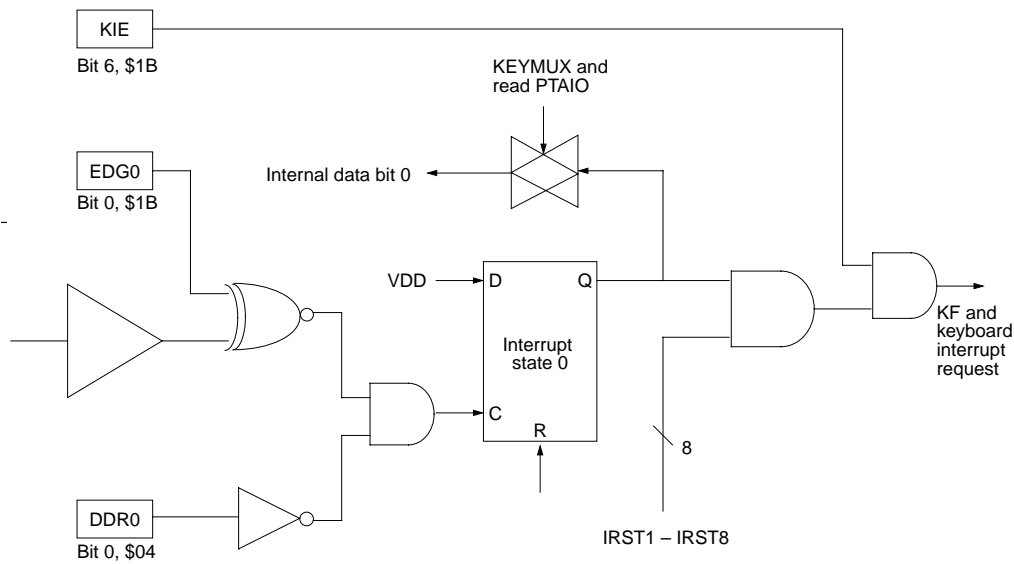 KIE
Bit 6, $1B
KEYMUX and
read PTAIO
EDG0
Bit 0, $1B
Internal data bit 0
VDD
D
Q
Interrupt
state 0
C
R
KF and
keyboard
interrupt
request
8
DDR0
Bit 0, $04
IRST1 – IRST8